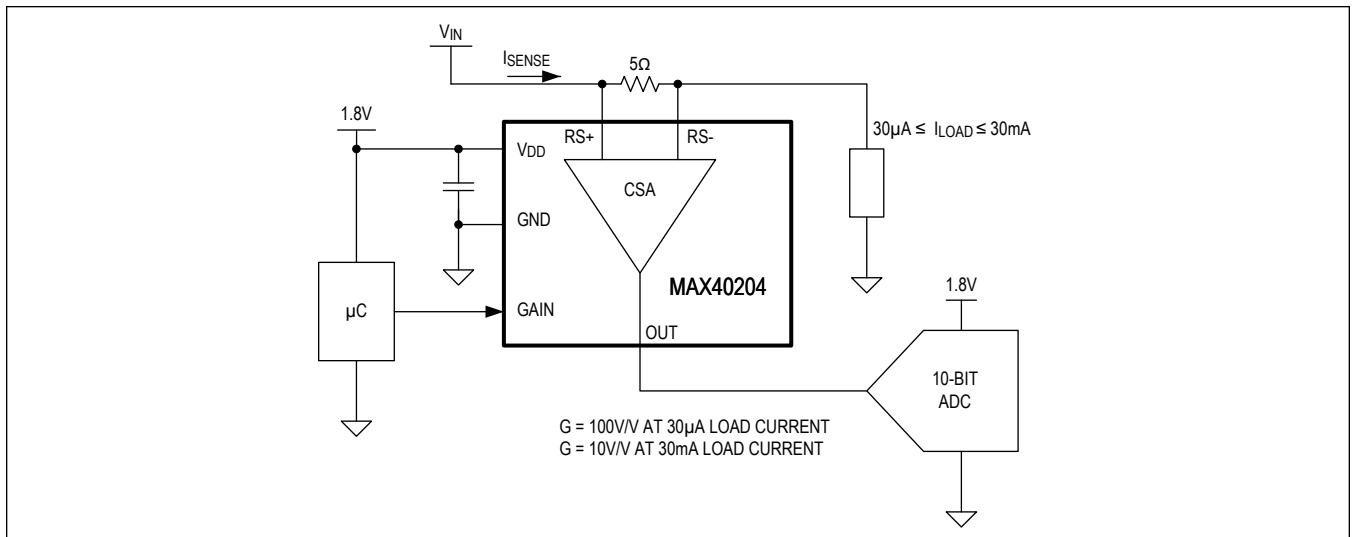 VIN
ISENSE
5Ω
1.8V
RS+
RS-
30µA ≤ ILOAD ≤ 30mA
VDD
CSA
GND
MAX40204
1.8V
µC
GAIN
OUT
10-BIT
ADC
G = 100V/V AT 30µA LOAD CURRENT
G = 10V/V AT 30mA LOAD CURRENT